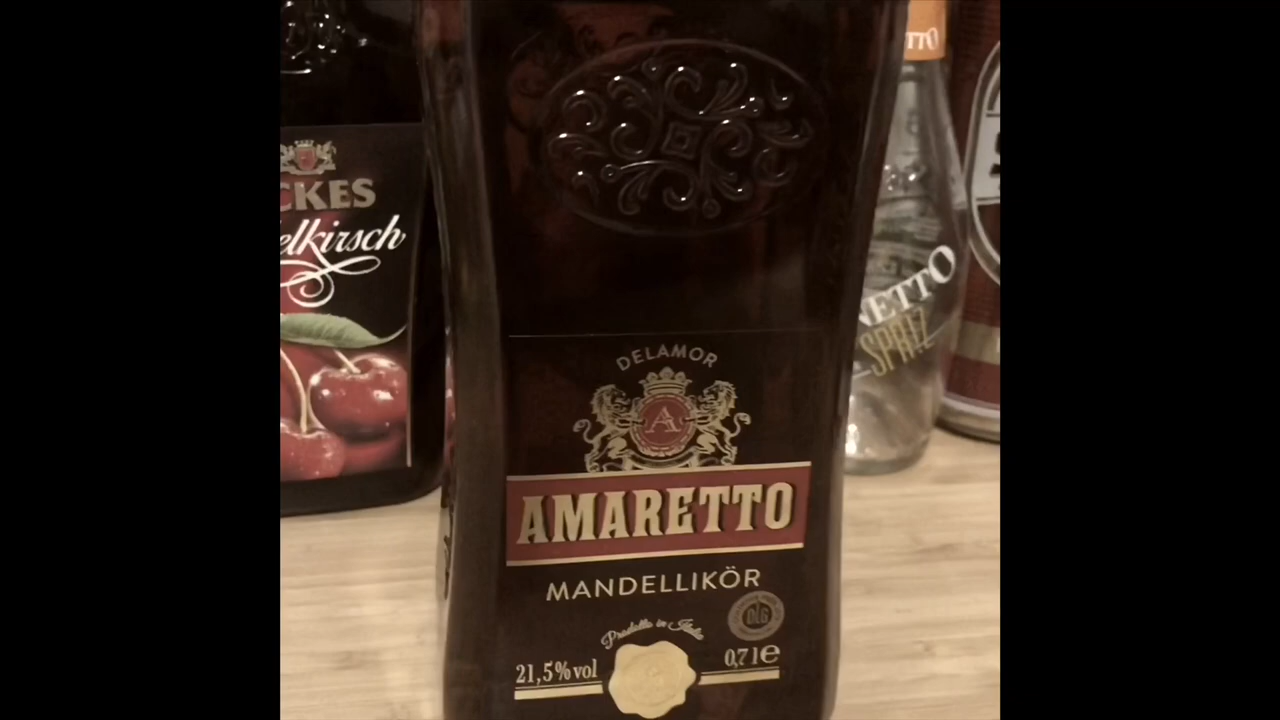 CKES
elkirsch
DELAMOR
A
AMARETTO
MANDELLIKÖR
DLG
Prodotto in Italia
21,5% vol
0,7 l e
TTO
NETTO
SPRIZ